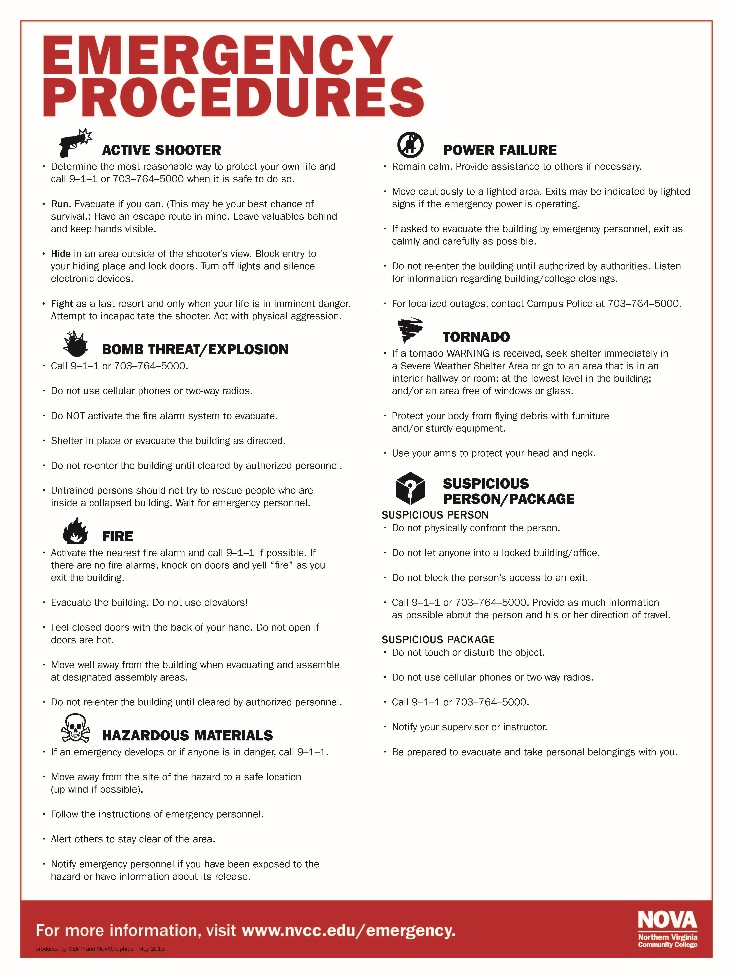 EMERGENCY
PROCEDURES
ACTIVE SHOOTER
• Determine the most reasonable way to protect your own life and
call 9–1–1 or 703–764–5000 when it is safe to do so.
• Run. Evacuate if you can. (This may be your best chance of
survival.) Have an escape route in mind. Leave valuables behind
and keep hands visible.
• Hide in an area outside of the shooter's view. Block entry to
your hiding place and lock doors. Turn off lights and silence
electronic devices.
• Fight as a last resort and only when your life is in imminent danger.
Attempt to incapacitate the shooter. Act with physical aggression.
BOMB THREAT/EXPLOSION
• Call 9–1–1 or 703–764–5000.
• Do not use cellular phones or two-way radios.
• Do NOT activate the fire alarm system to evacuate.
• Shelter in place or evacuate the building as directed.
• Do not re-enter the building until cleared by authorized personnel.
• Untrained persons should not try to rescue people who are
inside a collapsed building. Wait for emergency personnel.
FIRE
• Activate the nearest fire alarm and call 9–1–1 if possible. If
there are no fire alarms, knock on doors and yell "fire" as you
exit the building.
• Evacuate the building. Do not use elevators!
• Feel closed doors with the back of your hand. Do not open if
doors are hot.
• Move well away from the building when evacuating and assemble
at designated assembly areas.
• Do not re-enter the building until cleared by authorized personnel.
HAZARDOUS MATERIALS
• If an emergency develops or if anyone is in danger, call 9–1–1.
• Move away from the site of the hazard to a safe location
(up wind if possible).
• Follow the instructions of emergency personnel.
• Alert others to stay clear of the area.
• Notify emergency personnel if you have been exposed to the
hazard or have information about its release.
POWER FAILURE
• Remain calm. Provide assistance to others if necessary.
• Move cautiously to a lighted area. Exits may be indicated by lighted
signs if the emergency power is operating.
• If asked to evacuate the building by emergency personnel, exit as
calmly and carefully as possible.
• Do not re-enter the building until authorized by authorities. Listen
for information regarding building/college closings.
• For localized outages, contact Campus Police at 703–764–5000.
TORNADO
• If a tornado WARNING is received, seek shelter immediately in
a Severe Weather Shelter Area or go to an area that is in an
interior hallway or room; at the lowest level in the building;
and/or an area free of windows or glass.
• Protect your body from flying debris with furniture
and/or sturdy equipment.
• Use your arms to protect your head and neck.
SUSPICIOUS
PERSON/PACKAGE
SUSPICIOUS PERSON
• Do not physically confront the person.
• Do not let anyone into a locked building/office.
• Do not block the person's access to an exit.
• Call 9–1–1 or 703–764–5000. Provide as much information
as possible about the person and his or her direction of travel.
SUSPICIOUS PACKAGE
• Do not touch or disturb the object.
• Do not use cellular phones or two way radios.
• Call 9–1–1 or 703–764–5000.
• Notify your supervisor or instructor.
• Be prepared to evacuate and take personal belongings with you.
For more information, visit www.nvcc.edu/emergency.
NOVA
Northern Virginia
Community College